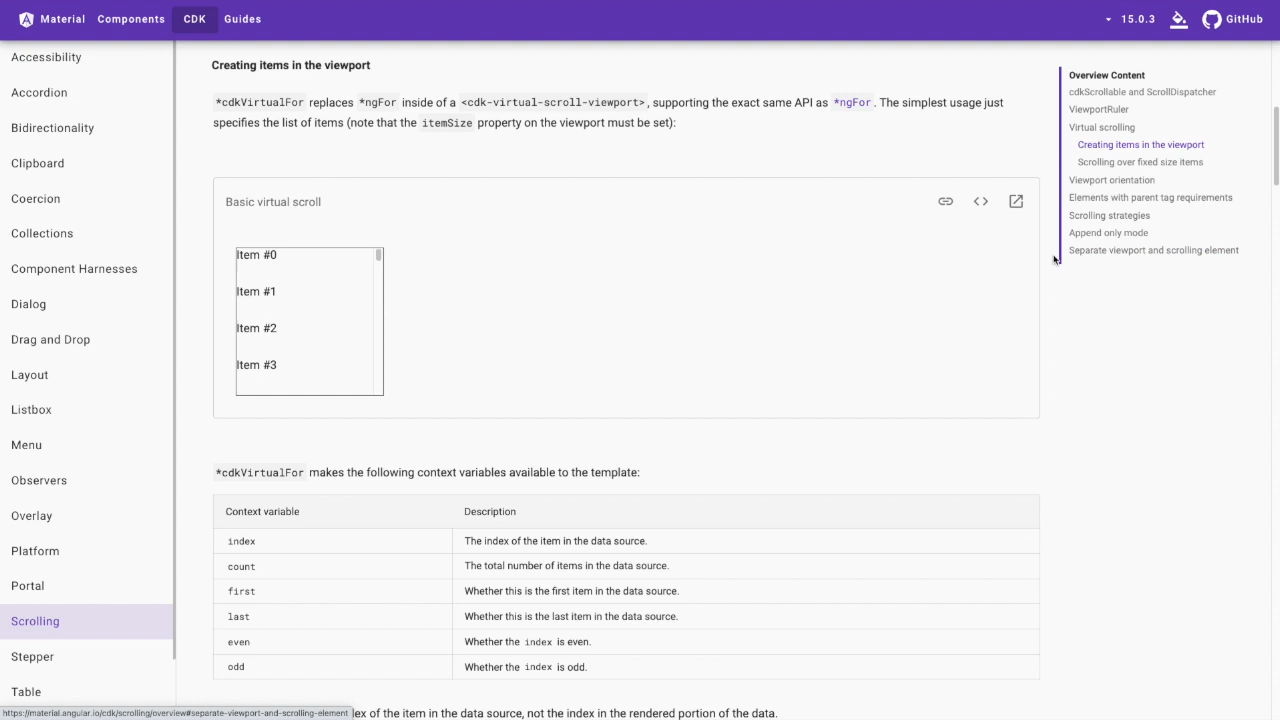 Material Components CDK Guides 15.0.3 GitHub
Accessibility
Accordion
Bidirectionality
Clipboard
Coercion
Collections
Component Harnesses
Dialog
Drag and Drop
Layout
Listbox
Menu
Observers
Overlay
Platform
Portal
Scrolling
Stepper
Table
Creating items in the viewport
*cdkVirtualFor replaces *ngFor inside of a <cdk-virtual-scroll-viewport>, supporting the exact same API as *ngFor. The simplest usage just
specifies the list of items (note that the itemSize property on the viewport must be set):
Basic virtual scroll
Item #0
Item #1
Item #2
Item #3
*cdkVirtualFor makes the following context variables available to the template:
Context variable Description
index The index of the item in the data source.
count The total number of items in the data source.
first Whether this is the first item in the data source.
last Whether this is the last item in the data source.
even Whether the index is even.
odd Whether the index is odd.
ex of the item in the data source, not the index in the rendered portion of the data.
Overview Content
cdkScrollable and ScrollDispatcher
ViewportRuler
Virtual scrolling
Creating items in the viewport
Scrolling over fixed size items
Viewport orientation
Elements with parent tag requirements
Scrolling strategies
Append only mode
Separate viewport and scrolling element
https://material.angular.io/cdk/scrolling/overview#separate-viewport-and-scrolling-element